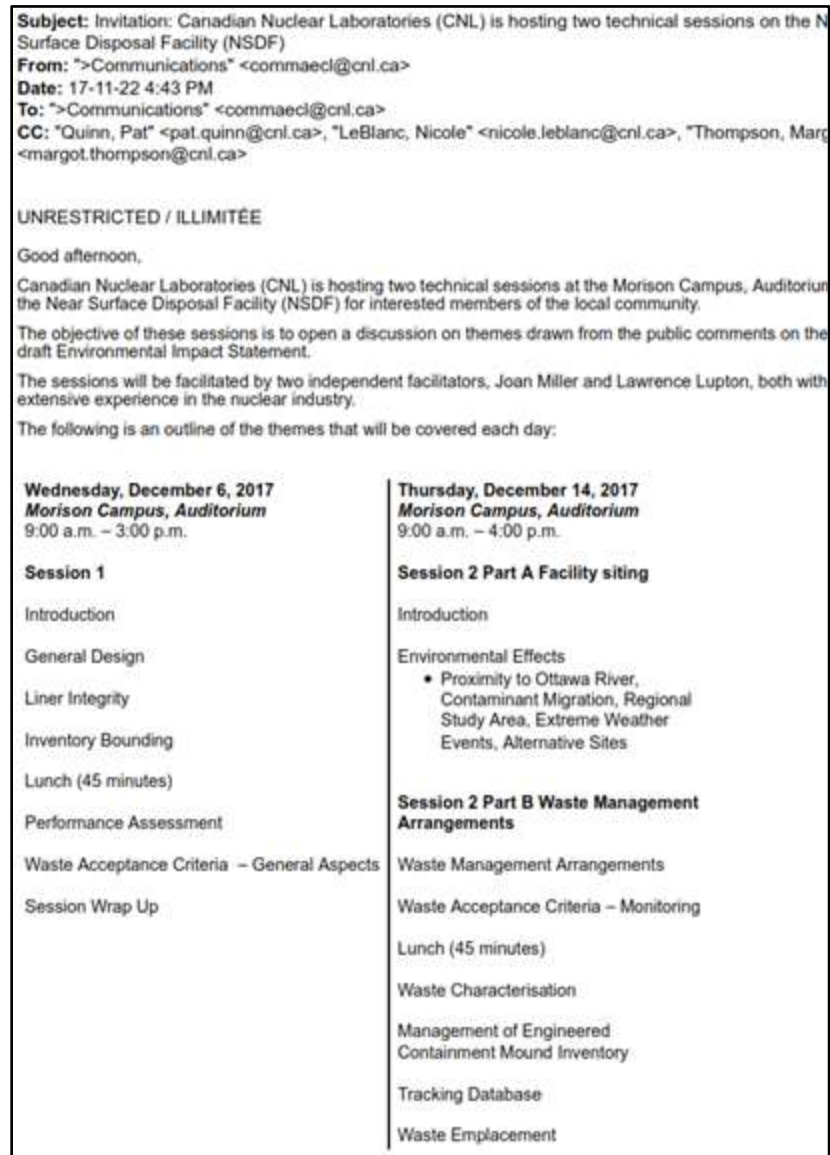 Subject: Invitation: Canadian Nuclear Laboratories (CNL) is hosting two technical sessions on the N
Surface Disposal Facility (NSDF)
From: ">Communications" <commaecl@cnl.ca>
Date: 17-11-22 4:43 PM
To: ">Communications" <commaecl@cnl.ca>
CC: "Quinn, Pat" <pat.quinn@cnl.ca>, "LeBlanc, Nicole" <nicole.leblanc@cnl.ca>, "Thompson, Marg
<margot.thompson@cnl.ca>
UNRESTRICTED / ILLIMITÉE
Good afternoon,
Canadian Nuclear Laboratories (CNL) is hosting two technical sessions at the Morison Campus, Auditorium
the Near Surface Disposal Facility (NSDF) for interested members of the local community.
The objective of these sessions is to open a discussion on themes drawn from the public comments on the
draft Environmental Impact Statement.
The sessions will be facilitated by two independent facilitators, Joan Miller and Lawrence Lupton, both with
extensive experience in the nuclear industry.
The following is an outline of the themes that will be covered each day:
Wednesday, December 6, 2017
Morison Campus, Auditorium
9:00 a.m. – 3:00 p.m.
Session 1
Introduction
General Design
Liner Integrity
Inventory Bounding
Lunch (45 minutes)
Performance Assessment
Waste Acceptance Criteria – General Aspects
Session Wrap Up
Thursday, December 14, 2017
Morison Campus, Auditorium
9:00 a.m. – 4:00 p.m.
Session 2 Part A Facility siting
Introduction
Environmental Effects
• Proximity to Ottawa River,
Contaminant Migration, Regional
Study Area, Extreme Weather
Events, Alternative Sites
Session 2 Part B Waste Management
Arrangements
Waste Management Arrangements
Waste Acceptance Criteria – Monitoring
Lunch (45 minutes)
Waste Characterisation
Management of Engineered
Containment Mound Inventory
Tracking Database
Waste Emplacement